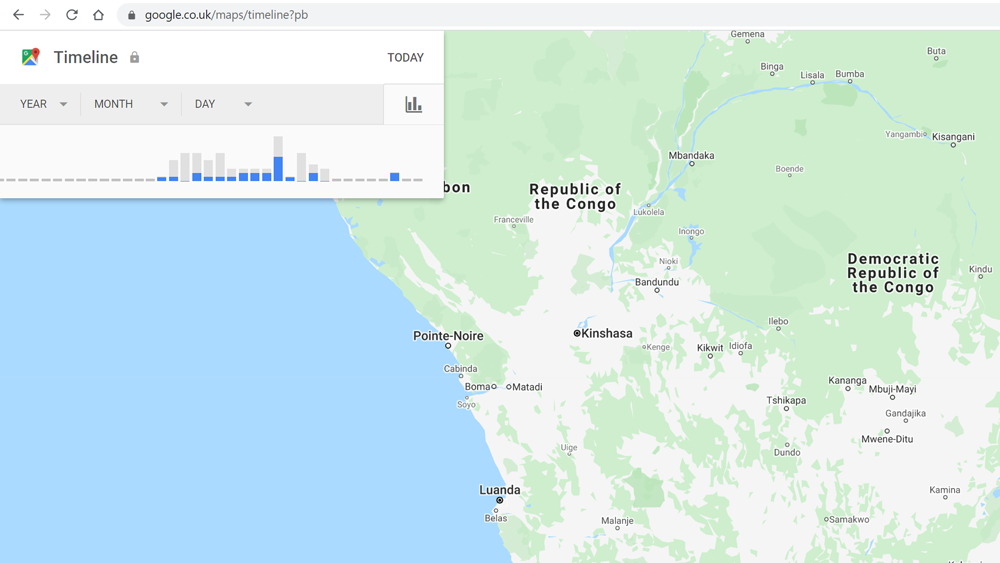 google.co.uk/maps/timeline?pb
Timeline
TODAY
YEAR
MONTH
DAY
Gemena
Buta
Binga
Lisala
Bumba
Yangambi
Kisangani
Mbandaka
Boende
bon
Republic of
the Congo
Lukolela
Franceville
Inongo
Nioki
Democratic
Republic of
the Congo
Kindu
Bandundu
Ilebo
Pointe-Noire
Kinshasa
Kenge
Kikwit
Idiofa
Cabinda
Boma
Matadi
Soyo
Kananga
Mbuji-Mayi
Tshikapa
Gandajika
Mwene-Ditu
Uige
Dundo
Luanda
Kamina
Belas
Malanje
Samakwo